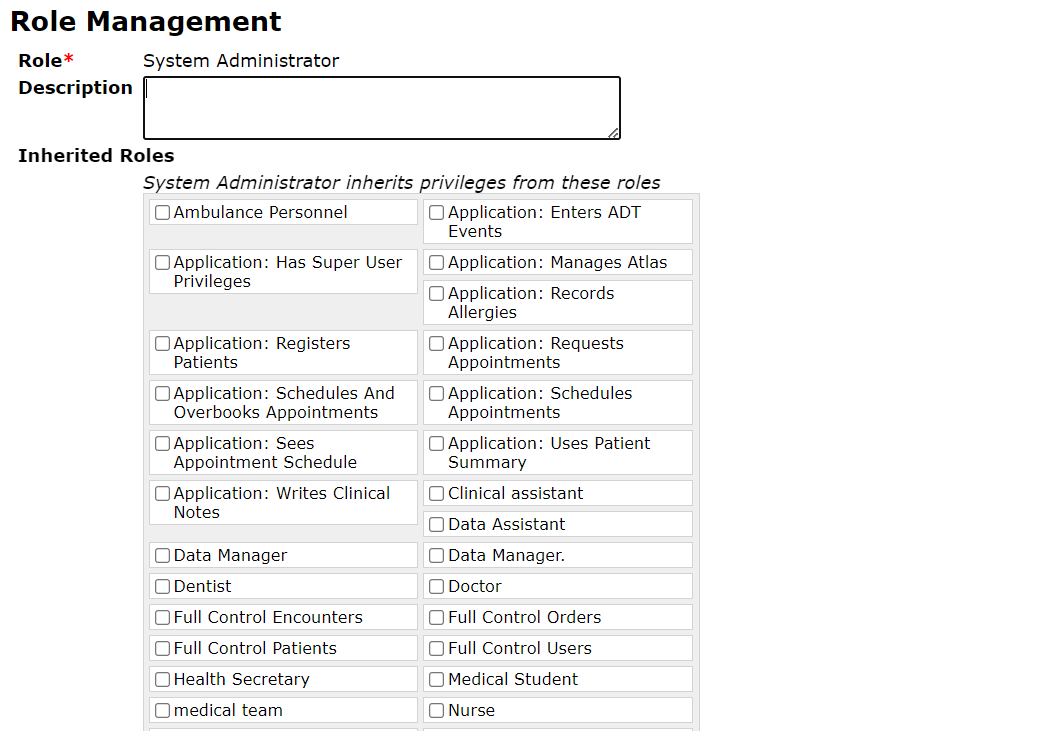 Role Management
Role* System Administrator
Description
Inherited Roles
System Administrator inherits privileges from these roles
Ambulance Personnel
Application: Enters ADT
Events
Application: Has Super User
Privileges
Application: Manages Atlas
Application: Records
Allergies
Application: Registers
Patients
Application: Requests
Appointments
Application: Schedules And
Overbooks Appointments
Application: Schedules
Appointments
Application: Sees
Appointment Schedule
Application: Uses Patient
Summary
Application: Writes Clinical
Notes
Clinical assistant
Data Assistant
Data Manager
Data Manager.
Dentist
Doctor
Full Control Encounters
Full Control Orders
Full Control Patients
Full Control Users
Health Secretary
Medical Student
medical team
Nurse